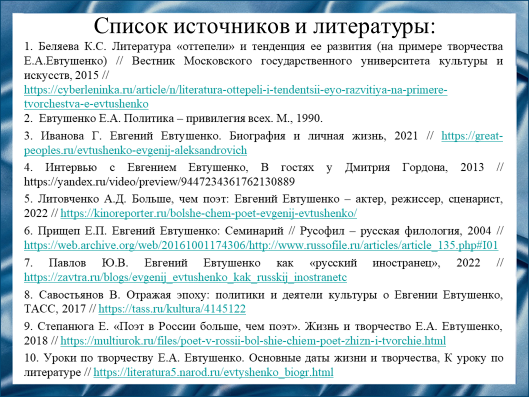 Список источников и литературы:
1. Беляева К.С. Литература «оттепели» и тенденция ее развития (на примере творчества
Е.А.Евтушенко) // Вестник Московского государственного университета культуры и
искусств, 2015 //
https://cyberleninka.ru/article/n/literatura-ottepeli-i-tendentsii-eyo-razvitiya-na-primere-
tvorchestva-e-evtushenko
2. Евтушенко Е.А. Политика – привилегия всех. М., 1990.
3. Иванова Г. Евгений Евтушенко. Биография и личная жизнь, 2021 // https://great-
peoples.ru/evtushenko-evgenij-aleksandrovich
4. Интервью с Евгением Евтушенко, В гостях у Дмитрия Гордона, 2013 //
https://yandex.ru/video/preview/9447234361762130889
5. Литовченко А.Д. Больше, чем поэт: Евгений Евтушенко – актер, режиссер, сценарист,
2022 // https://kinoreporter.ru/bolshe-chem-poet-evgenij-evtushenko/
6. Прищеп Е.П. Евгений Евтушенко: Семинарий // Русофил – русская филология, 2004 //
https://web.archive.org/web/20161001174306/http://www.russofile.ru/articles/article_135.php#I01
7. Павлов Ю.В. Евгений Евтушенко как «русский иностранец», 2022 //
https://zavtra.ru/blogs/evgenij_evtushenko_kak_russkij_inostranetc
8. Савостьянов В. Отражая эпоху: политики и деятели культуры о Евгении Евтушенко,
ТАСС, 2017 // https://tass.ru/kultura/4145122
9. Степанюга Е. «Поэт в России больше, чем поэт». Жизнь и творчество Е.А. Евтушенко,
2018 // https://multiurok.ru/files/poet-v-rossii-bol-shie-chiem-poet-zhizn-i-tvorchie.html
10. Уроки по творчеству Е.А. Евтушенко. Основные даты жизни и творчества, К уроку по
литературе // https://literatura5.narod.ru/evtyshenko_biogr.html